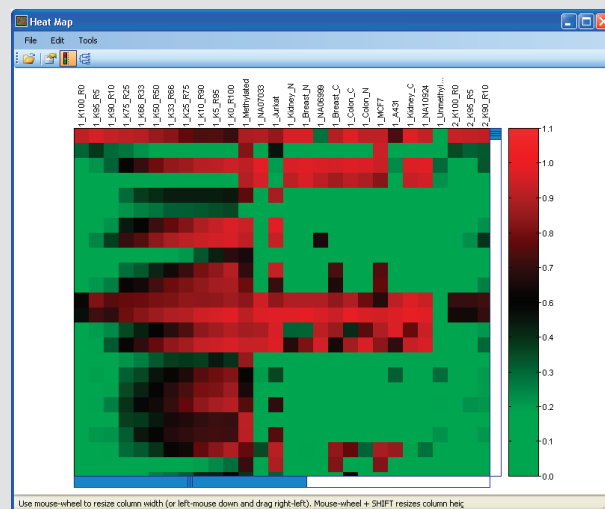 Heat Map
File Edit Tools
1_K100_R0
1_K95_R5
1_K90_R10
1_K75_R25
1_K66_R33
1_K50_R50
1_K33_R66
1_K25_R75
1_K10_R90
1_K5_R95
1_K0_R100
1_Methylated
1_NA07033
1_Jurkat
1_Kidney_N
1_Breast_N
1_NA06999
1_Breast_C
1_Colon_C
1_Colon_N
1_MCF7
1_A431
1_Kidney_C
1_NA10924
1_Unmethyl...
2_K100_R0
2_K95_R5
2_K90_R10
1.1
1.0
0.9
0.8
0.7
0.6
0.5
0.4
0.3
0.2
0.1
0.0
Use mouse-wheel to resize column width (or left-mouse down and drag right-left). Mouse-wheel + SHIFT resizes column heig